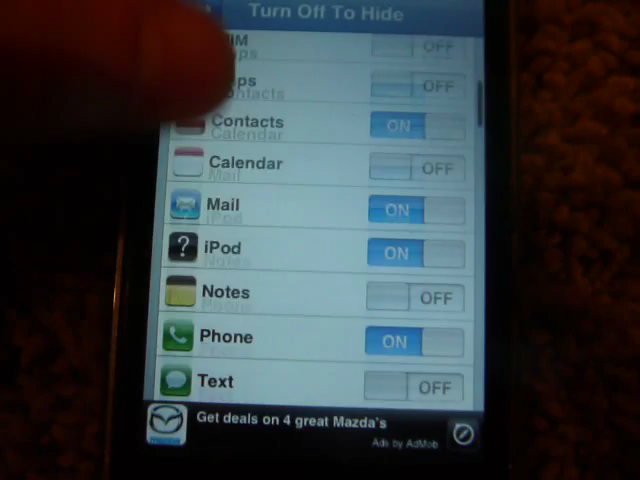 Turn Off To Hide
OFF
OFF
Contacts ON
Calendar OFF
Mail ON
iPod ON
Notes OFF
Phone ON
Text OFF
Get deals on 4 great Mazda's
Ads by AdMob